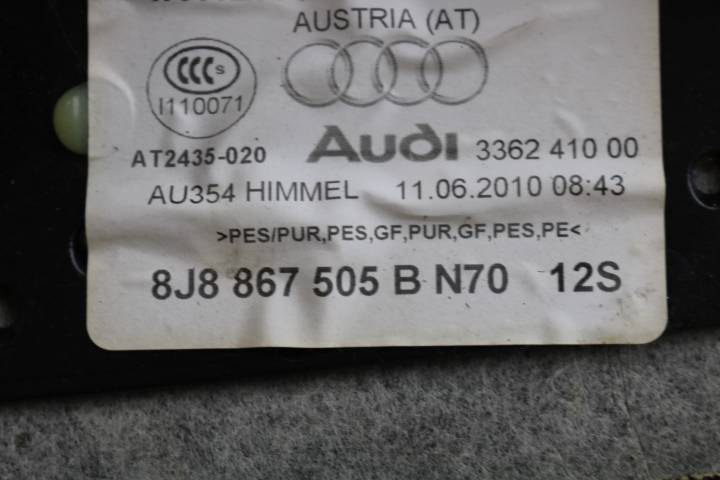 AUSTRIA (AT)
CCC S
I110071
AT2435-020
Audi 3362 410 00
AU354 HIMMEL 11.06.2010 08:43
>PES/PUR,PES,GF,PUR,GF,PES,PE<
8J8 867 505 B N70 12S